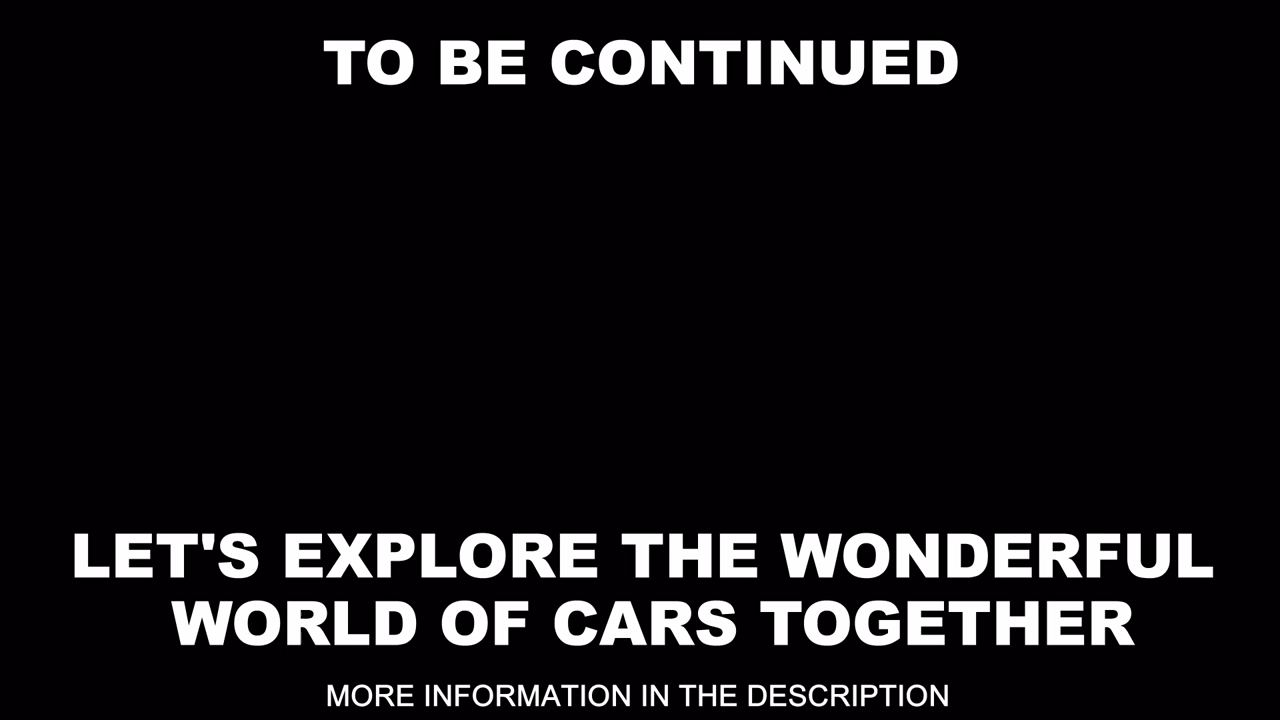 TO BE CONTINUED
LET'S EXPLORE THE WONDERFUL
WORLD OF CARS TOGETHER
MORE INFORMATION IN THE DESCRIPTION